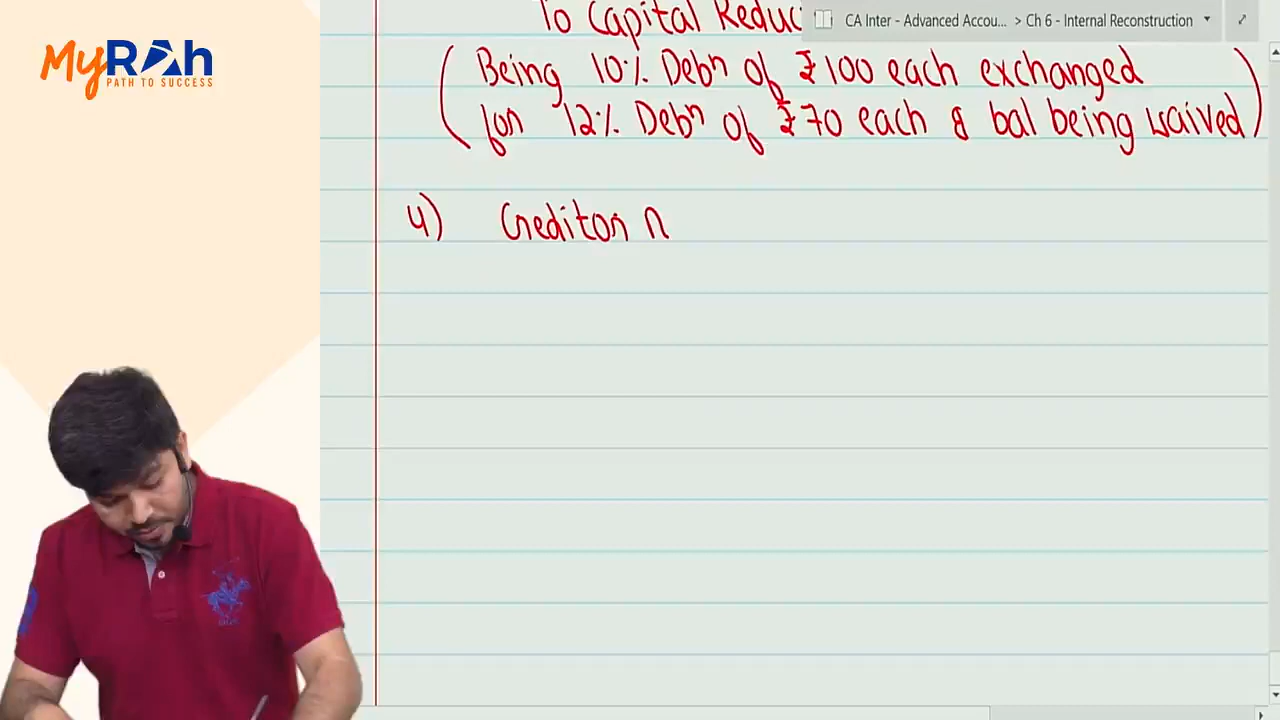 To Capital Reduc
CA Inter - Advanced Accou... > Ch 6 - Internal Reconstruction
MyRAh
PATH TO SUCCESS
(Being 10% Debn of ₹100 each exchanged
for 12% Debn of ₹70 each & bal being waived)
4) Creditor n